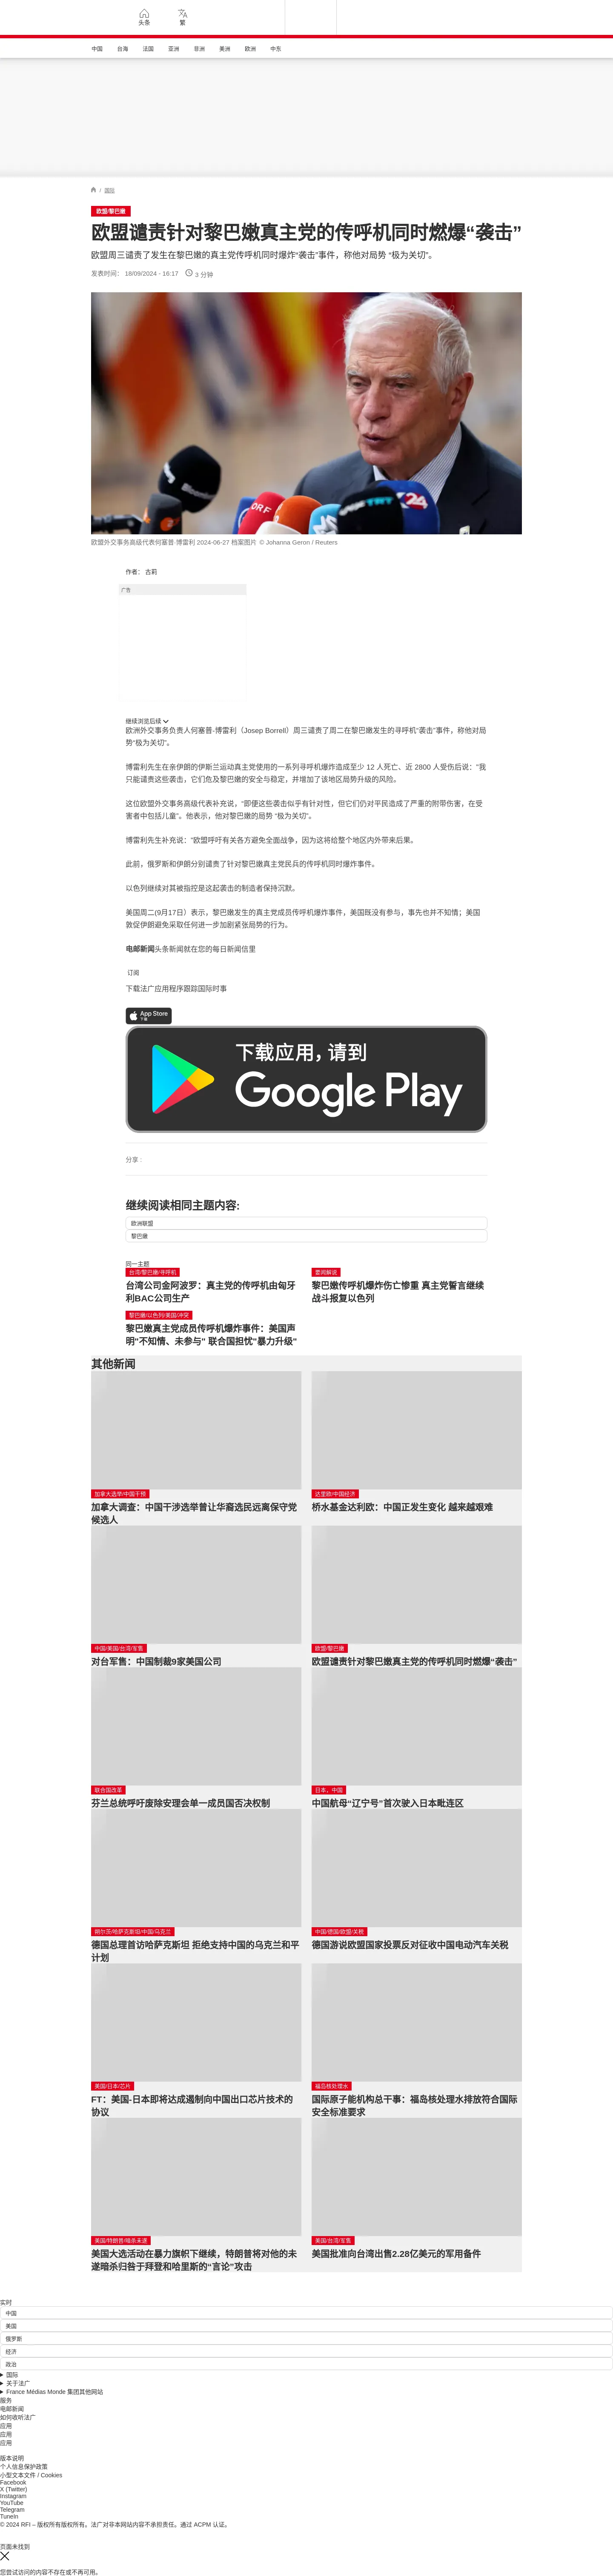 头条
繁
中国
台海
法国
亚洲
非洲
美洲
欧洲
中东
/ 国际
欧盟/黎巴嫩
欧盟谴责针对黎巴嫩真主党的传呼机同时燃爆“袭击”
欧盟周三谴责了发生在黎巴嫩的真主党传呼机同时爆炸“袭击”事件，称他对局势 “极为关切”。
发表时间： 18/09/2024 - 16:17
3 分钟
欧盟外交事务高级代表何塞普·博雷利 2024-06-27 档案图片 © Johanna Geron / Reuters
作者： 古莉
广告
继续浏览后续
欧洲外交事务负责人何塞普-博雷利（Josep Borrell）周三谴责了周二在黎巴嫩发生的寻呼机“袭击”事件，称他对局
势“极为关切”。
博雷利先生在亲伊朗的伊斯兰运动真主党使用的一系列寻呼机爆炸造成至少 12 人死亡、近 2800 人受伤后说：“我
只能谴责这些袭击，它们危及黎巴嫩的安全与稳定，并增加了该地区局势升级的风险。
这位欧盟外交事务高级代表补充说，“即便这些袭击似乎有针对性，但它们仍对平民造成了严重的附带伤害，在受
害者中包括儿童”。他表示，他对黎巴嫩的局势 “极为关切”。
博雷利先生补充说："欧盟呼吁有关各方避免全面战争，因为这将给整个地区内外带来后果。
此前，俄罗斯和伊朗分别谴责了针对黎巴嫩真主党民兵的传呼机同时爆炸事件。
以色列继续对其被指控是这起袭击的制造者保持沉默。
美国周二(9月17日）表示，黎巴嫩发生的真主党成员传呼机爆炸事件，美国既没有参与，事先也并不知情；美国
敦促伊朗避免采取任何进一步加剧紧张局势的行为。
电邮新闻头条新闻就在您的每日新闻信里
订阅
下载法广应用程序跟踪国际时事
App Store
下载
下载应用，请到
Google Play
分享 :
继续阅读相同主题内容:
欧洲联盟
黎巴嫩
同一主题
台湾/黎巴嫩/寻呼机
台湾公司金阿波罗：真主党的传呼机由匈牙
利BAC公司生产
要闻解说
黎巴嫩传呼机爆炸伤亡惨重 真主党誓言继续
战斗报复以色列
黎巴嫩/以色列/美国/冲突
黎巴嫩真主党成员传呼机爆炸事件：美国声
明"不知情、未参与" 联合国担忧"暴力升级"
其他新闻
加拿大选举/中国干预
加拿大调查：中国干涉选举曾让华裔选民远离保守党
候选人
达里欧/中国经济
桥水基金达利欧：中国正发生变化 越来越艰难
中国/美国/台湾/军售
对台军售：中国制裁9家美国公司
欧盟/黎巴嫩
欧盟谴责针对黎巴嫩真主党的传呼机同时燃爆“袭击”
联合国改革
芬兰总统呼吁废除安理会单一成员国否决权制
日本，中国
中国航母“辽宁号”首次驶入日本毗连区
朔尔茨/哈萨克斯坦/中国/乌克兰
德国总理首访哈萨克斯坦 拒绝支持中国的乌克兰和平
计划
中国/德国/欧盟/关税
德国游说欧盟国家投票反对征收中国电动汽车关税
美国/日本/芯片
FT：美国-日本即将达成遏制向中国出口芯片技术的
协议
福岛核处理水
国际原子能机构总干事：福岛核处理水排放符合国际
安全标准要求
美国/特朗普/暗杀未遂
美国大选活动在暴力旗帜下继续，特朗普将对他的未
遂暗杀归咎于拜登和哈里斯的“言论”攻击
美国/台湾/军售
美国批准向台湾出售2.28亿美元的军用备件
实时
中国
美国
俄罗斯
经济
政治
国际
关于法广
France Médias Monde 集团其他网站
服务
电邮新闻
如何收听法广
应用
应用
应用
版本说明
个人信息保护政策
小型文本文件 / Cookies
Facebook
X (Twitter)
Instagram
YouTube
Telegram
TuneIn
© 2024 RFI – 版权所有版权所有。法广对非本网站内容不承担责任。通过 ACPM 认证。
页面未找到
您尝试访问的内容不存在或不再可用。